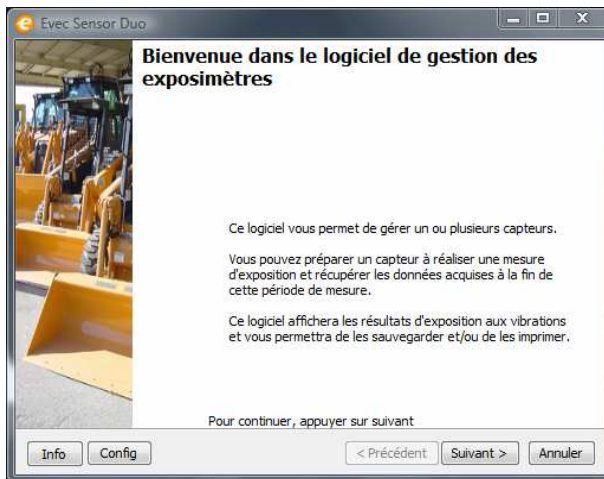 Evec Sensor Duo
Bienvenue dans le logiciel de gestion des
exposimètres
Ce logiciel vous permet de gérer un ou plusieurs capteurs.
Vous pouvez préparer un capteur à réaliser une mesure
d'exposition et récupérer les données acquises à la fin de
cette période de mesure.
Ce logiciel affichera les résultats d'exposition aux vibrations
et vous permettra de les sauvegarder et/ou de les imprimer.
Pour continuer, appuyer sur suivant
Info Config < Précédent Suivant > Annuler